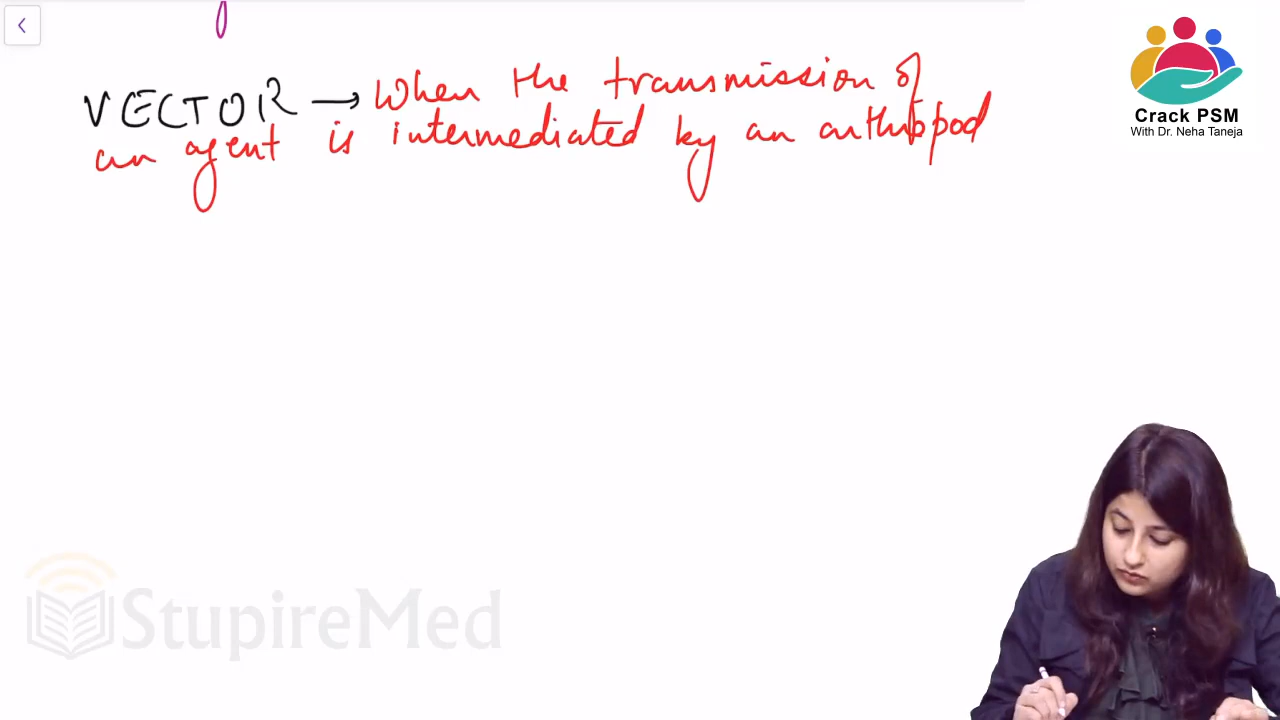 VECTOR → When the transmission of
an agent is intermediated by an arthropod
Crack PSM
With Dr. Neha Taneja
StupireMed